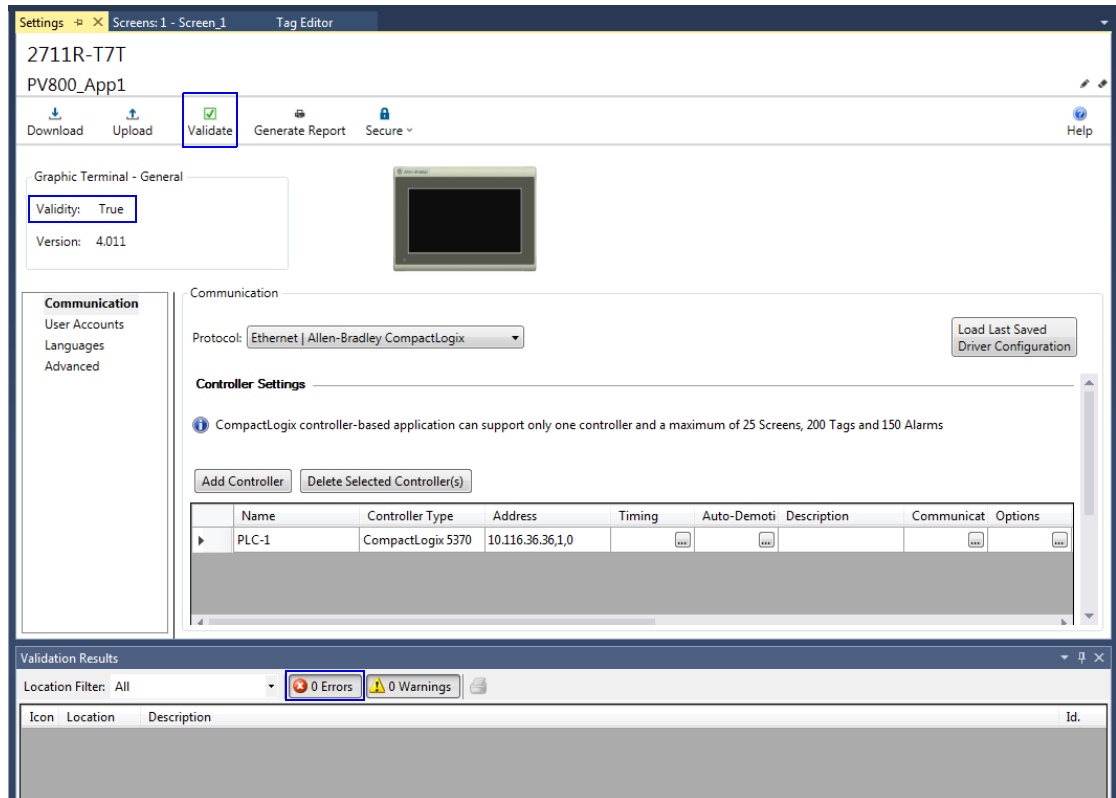 Settings Screens: 1 - Screen_1 Tag Editor
2711R-T7T
PV800_App1
Download Upload Validate Generate Report Secure Help
Graphic Terminal - General
Validity: True
Version: 4.011
Communication
User Accounts
Languages
Advanced
Communication
Protocol: Ethernet | Allen-Bradley CompactLogix
Load Last Saved
Driver Configuration
Controller Settings
CompactLogix controller-based application can support only one controller and a maximum of 25 Screens, 200 Tags and 150 Alarms
Add Controller Delete Selected Controller(s)
Name Controller Type Address Timing Auto-Demoti Description Communicat Options
PLC-1 CompactLogix 5370 10.116.36.36,1,0 ... ... ... ...
Validation Results
Location Filter: All 0 Errors 0 Warnings
Icon Location Description Id.